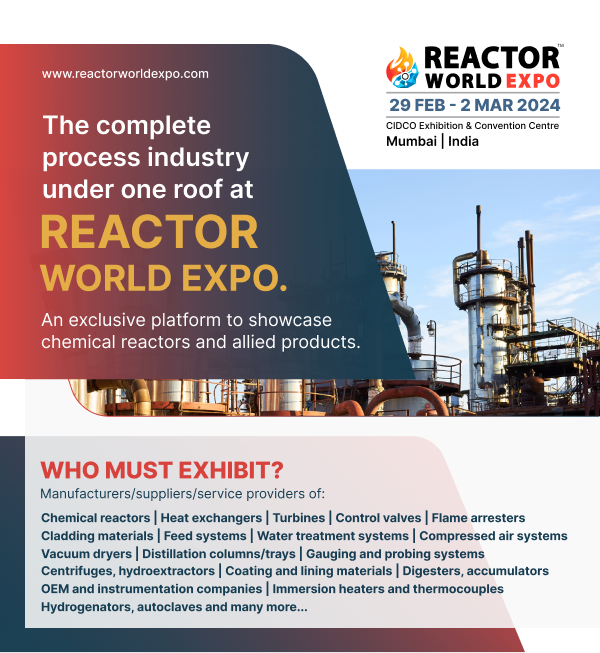 www.reactorworldexpo.com
REACTOR™
WORLD EXPO
29 FEB - 2 MAR 2024
CIDCO Exhibition & Convention Centre
Mumbai | India
The complete
process industry
under one roof at
REACTOR
WORLD EXPO.
An exclusive platform to showcase
chemical reactors and allied products.
WHO MUST EXHIBIT?
Manufacturers/suppliers/service providers of:
Chemical reactors | Heat exchangers | Turbines | Control valves | Flame arresters
Cladding materials | Feed systems | Water treatment systems | Compressed air systems
Vacuum dryers | Distillation columns/trays | Gauging and probing systems
Centrifuges, hydroextractors | Coating and lining materials | Digesters, accumulators
OEM and instrumentation companies | Immersion heaters and thermocouples
Hydrogenators, autoclaves and many more...